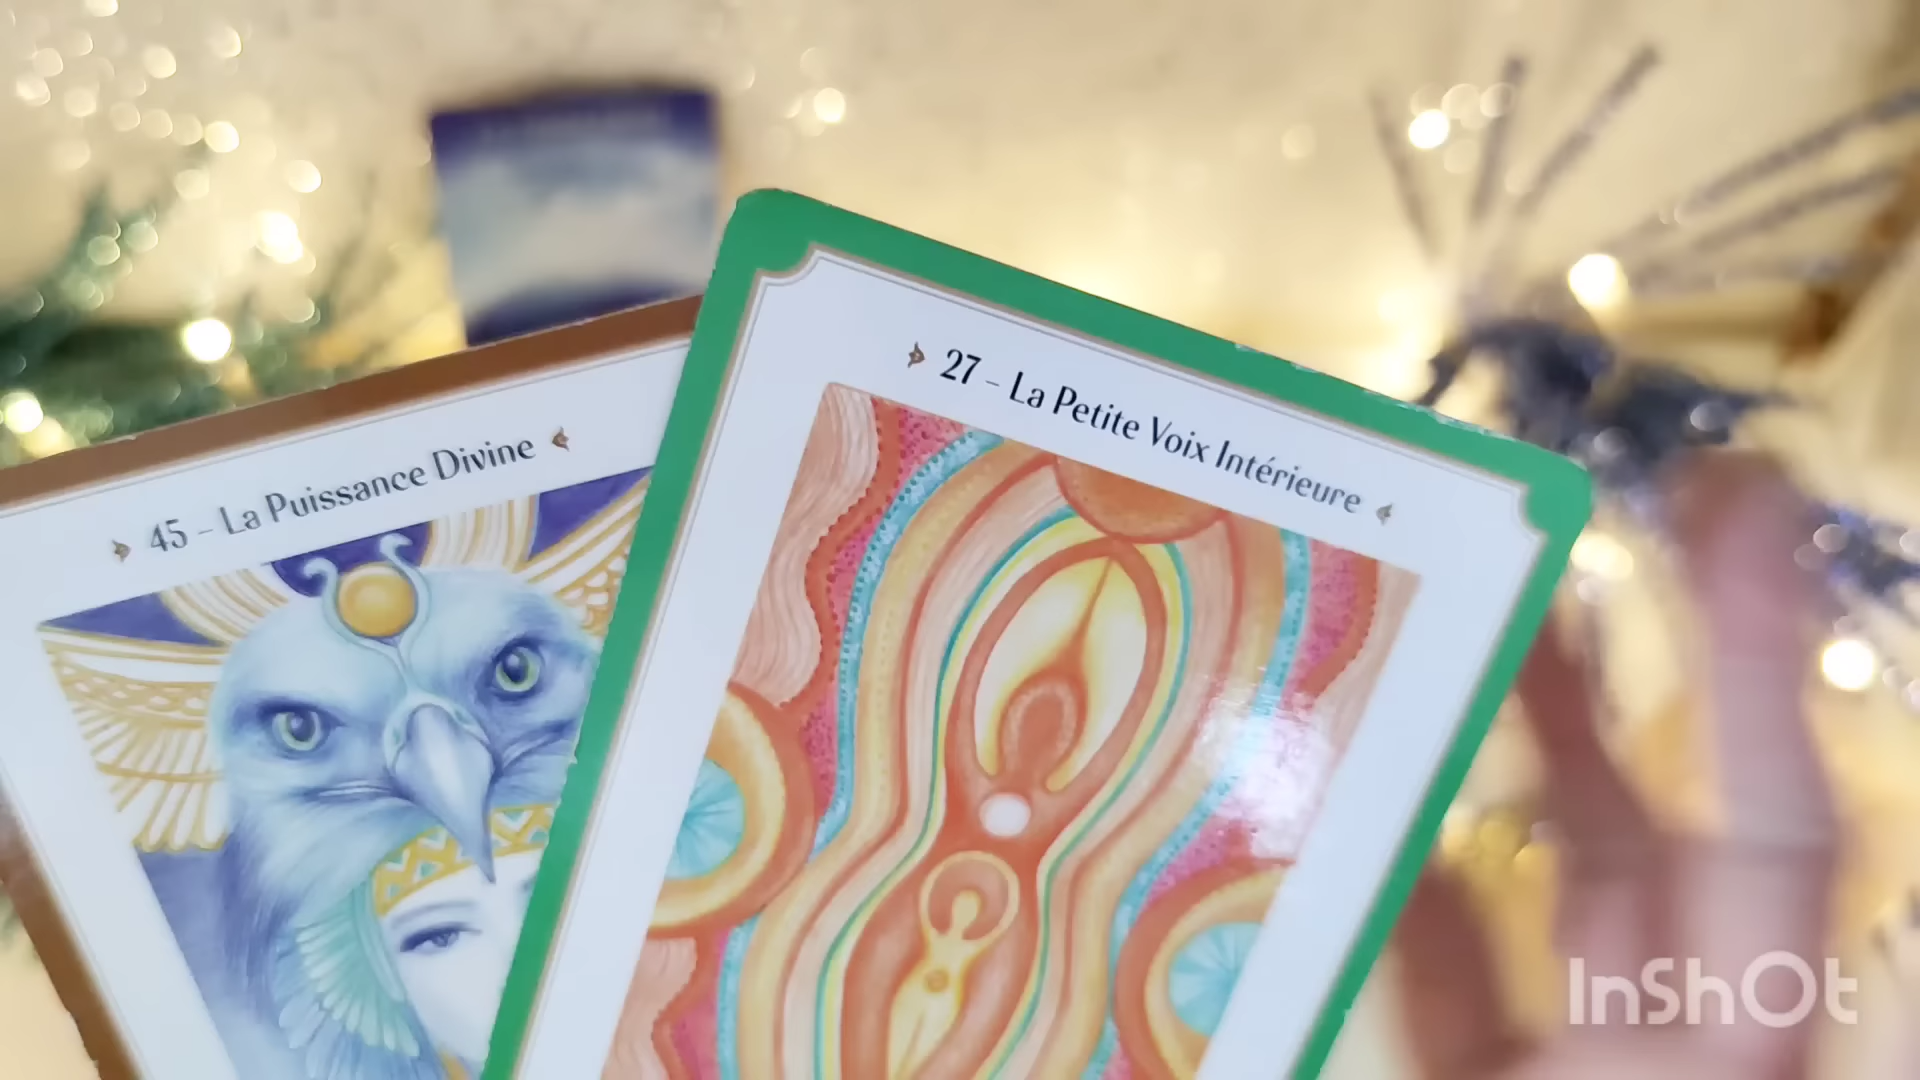 45 – La Puissance Divine
27 – La Petite Voix Intérieure
InShOt